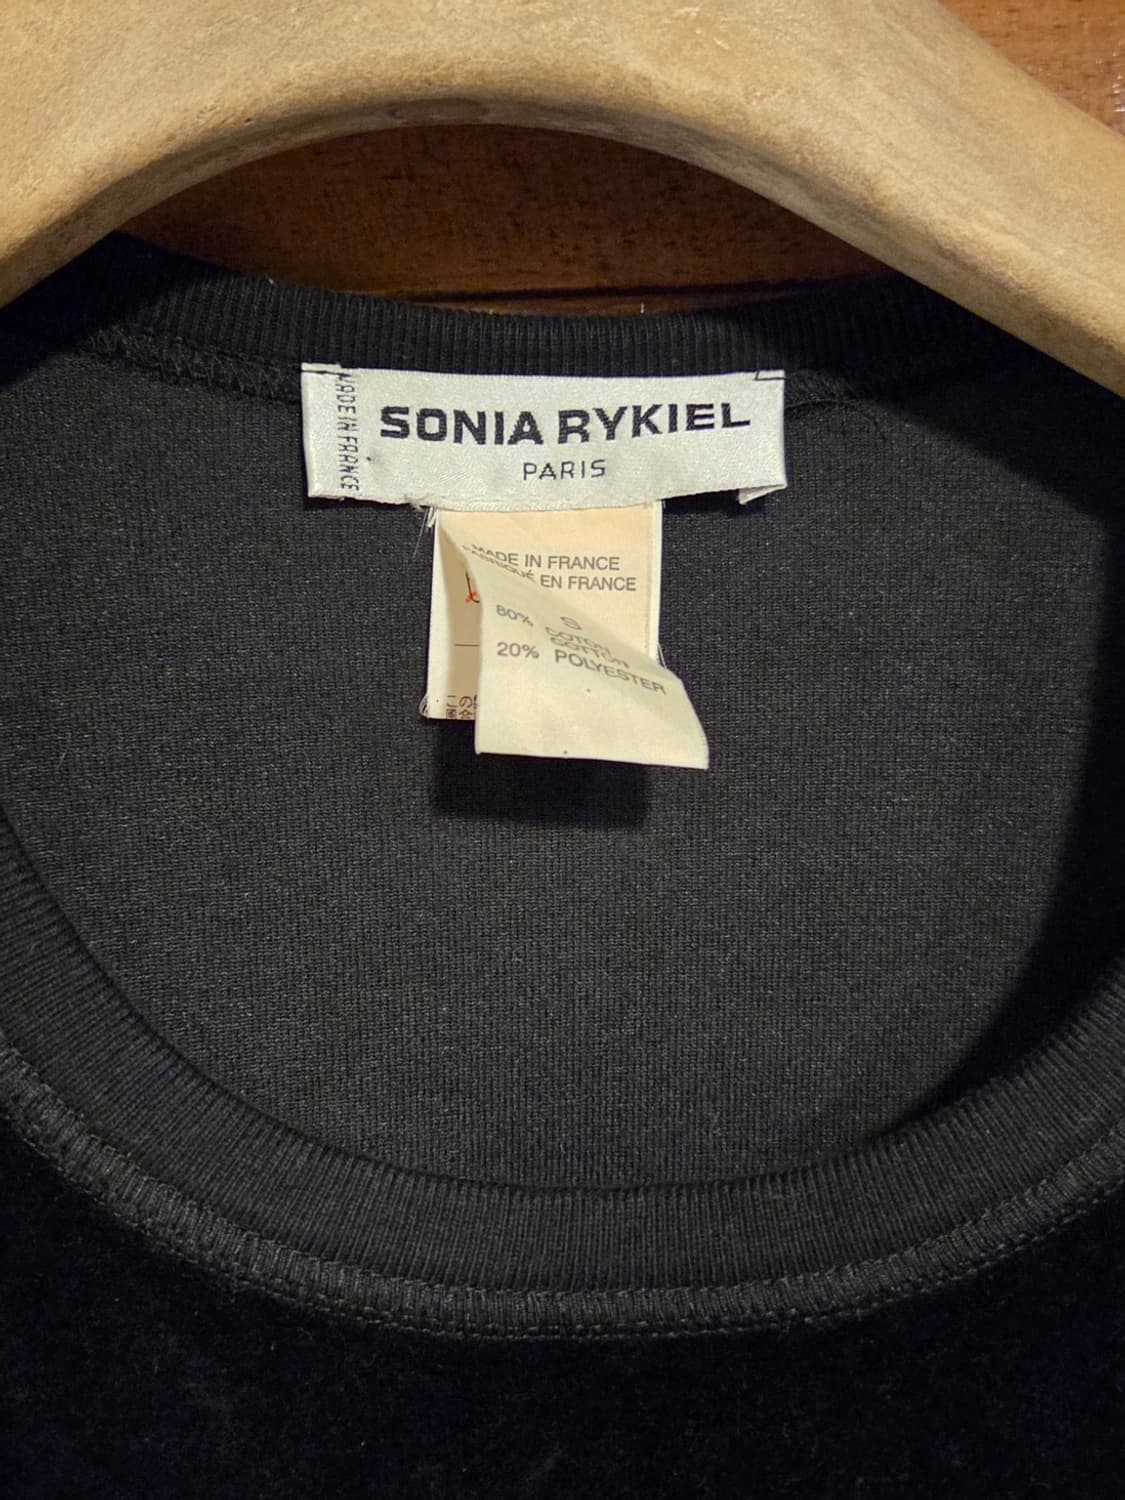 MADE IN FRANCE
SONIA RYKIEL
PARIS
MADE IN FRANCE
FABRIQUÉ EN FRANCE
S
80% COTON
COTTON
20% POLYESTER